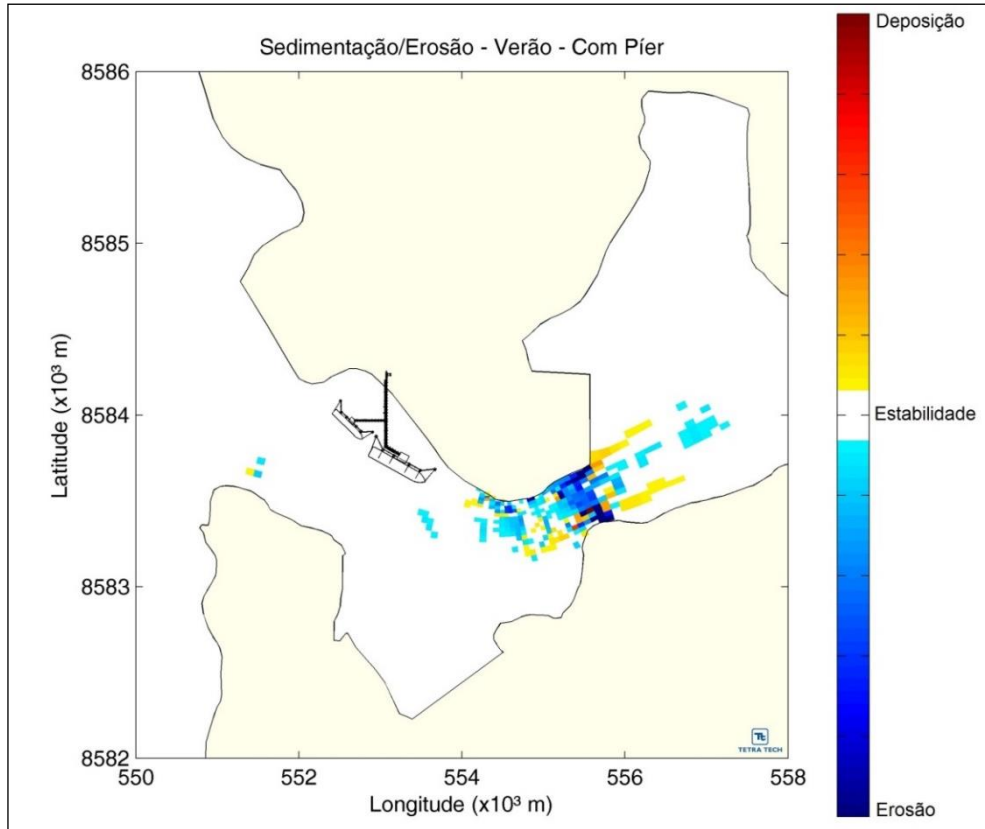 Sedimentação/Erosão - Verão - Com Píer
Deposição
Estabilidade
Erosão
8586
8585
8584
8583
8582
Latitude (x10³ m)
550
552
554
556
558
Longitude (x10³ m)
TETRA TECH